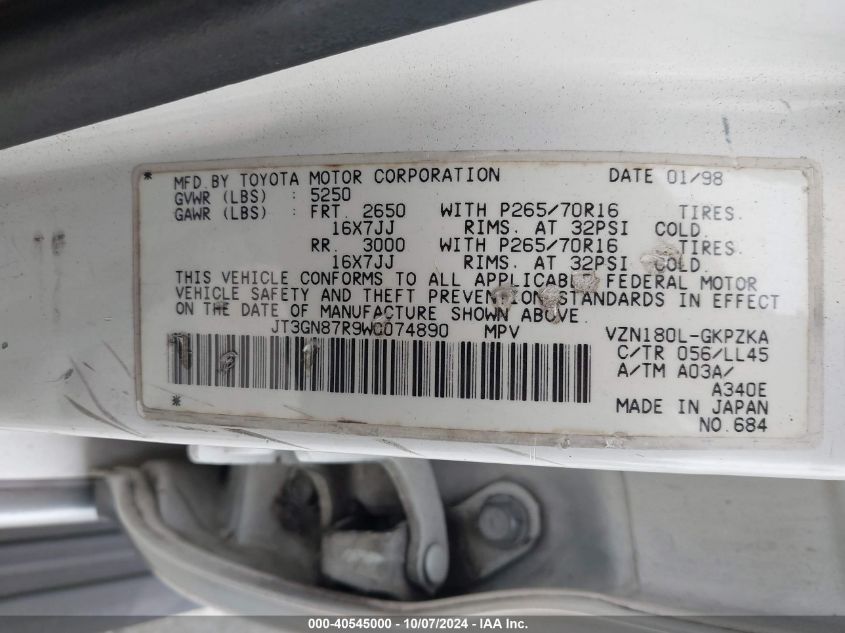 * MFD. BY TOYOTA MOTOR CORPORATION DATE 01/98
GVWR (LBS) : 5250
GAWR (LBS) : FRT. 2650 WITH P265/70R16 TIRES.
16X7JJ RIMS. AT 32PSI COLD.
RR. 3000 WITH P265/70R16 TIRES.
16X7JJ RIMS. AT 32PSI COLD.
THIS VEHICLE CONFORMS TO ALL APPLICABLE FEDERAL MOTOR
VEHICLE SAFETY AND THEFT PREVENTION STANDARDS IN EFFECT
ON THE DATE OF MANUFACTURE SHOWN ABOVE.
JT3GN87R9W0074890 MPV VZN180L-GKPZKA
C/TR 056/LL45
A/TM A03A/
A340E
* MADE IN JAPAN
NO. 684
000-40545000 - 10/07/2024 - IAA Inc.